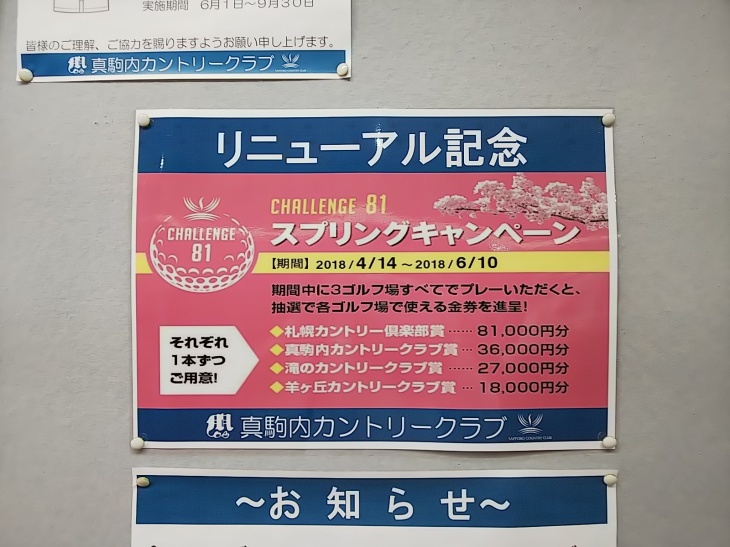 実施期間 6月1日～9月30日
皆様のご理解、ご協力を賜りますようお願い申し上げます。
真駒内カントリークラブ
リニューアル記念
CHALLENGE 81
CHALLENGE 81
スプリングキャンペーン
【期間】2018/4/14～2018/6/10
期間中に3ゴルフ場すべてでプレーいただくと、
抽選で各ゴルフ場で使える金券を進呈!
それぞれ
1本ずつ
ご用意!
◆札幌カントリー倶楽部賞……81,000円分
◆真駒内カントリークラブ賞…36,000円分
◆滝のカントリークラブ賞……27,000円分
◆羊ヶ丘カントリークラブ賞…18,000円分
真駒内カントリークラブ
SAPPORO COUNTRY CLUB
～お知らせ～